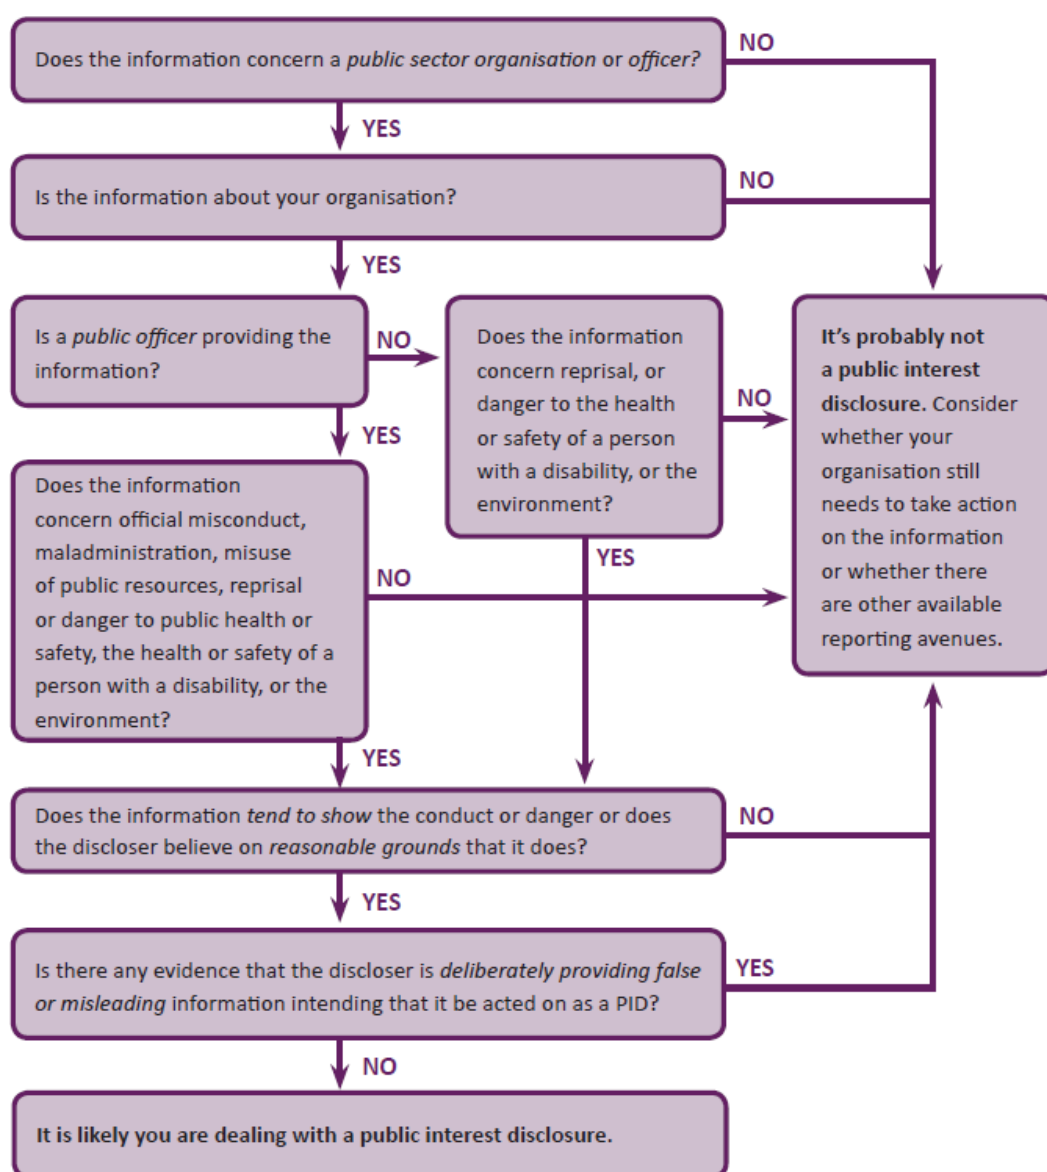 Does the information concern a public sector organisation or officer?
NO
YES
Is the information about your organisation?
NO
YES
Is a public officer providing the
information?
NO
YES
Does the information
concern reprisal, or
danger to the health
or safety of a person
with a disability, or the
environment?
NO
YES
It’s probably not
a public interest
disclosure. Consider
whether your
organisation still
needs to take action
on the information
or whether there
are other available
reporting avenues.
Does the information
concern official misconduct,
maladministration, misuse
of public resources, reprisal
or danger to public health or
safety, the health or safety of a
person with a disability, or the
environment?
NO
YES
Does the information tend to show the conduct or danger or does
the discloser believe on reasonable grounds that it does?
NO
YES
Is there any evidence that the discloser is deliberately providing false
or misleading information intending that it be acted on as a PID?
YES
NO
It is likely you are dealing with a public interest disclosure.